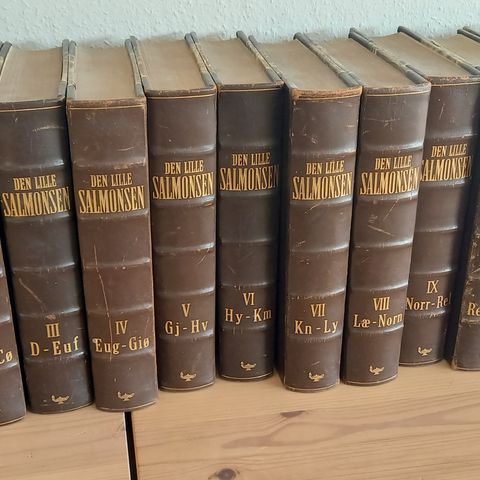 Cø
DEN LILLE
SALMONSEN
III
D-Euf
DEN LILLE
SALMONSEN
IV
Eug-Giø
DEN LILLE
SALMONSEN
V
Gj-Hv
DEN LILLE
SALMONSEN
VI
Hy-Km
DEN LILLE
SALMONSEN
VII
Kn-Ly
DEN LILLE
SALMONSEN
VIII
Læ-Norn
DEN LILLE
SALMONSEN
IX
Norr-Rel
Re